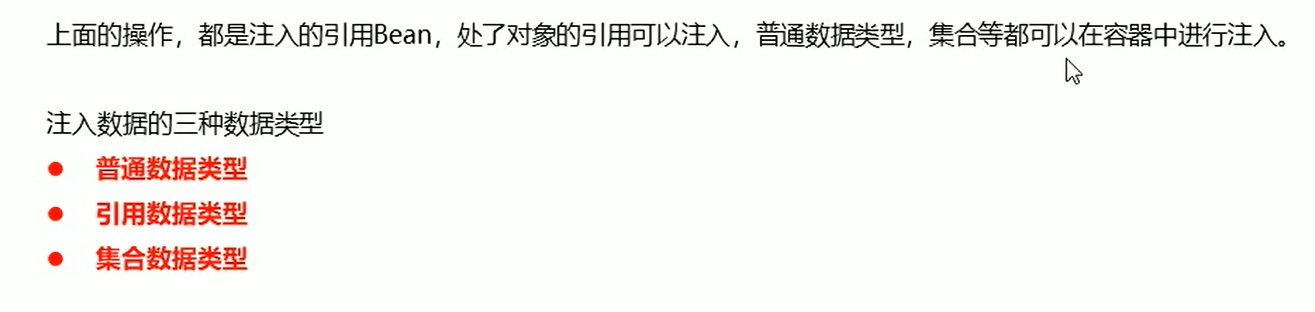 上面的操作，都是注入的引用Bean，处了对象的引用可以注入，普通数据类型，集合等都可以在容器中进行注入。
注入数据的三种数据类型
● 普通数据类型
● 引用数据类型
● 集合数据类型